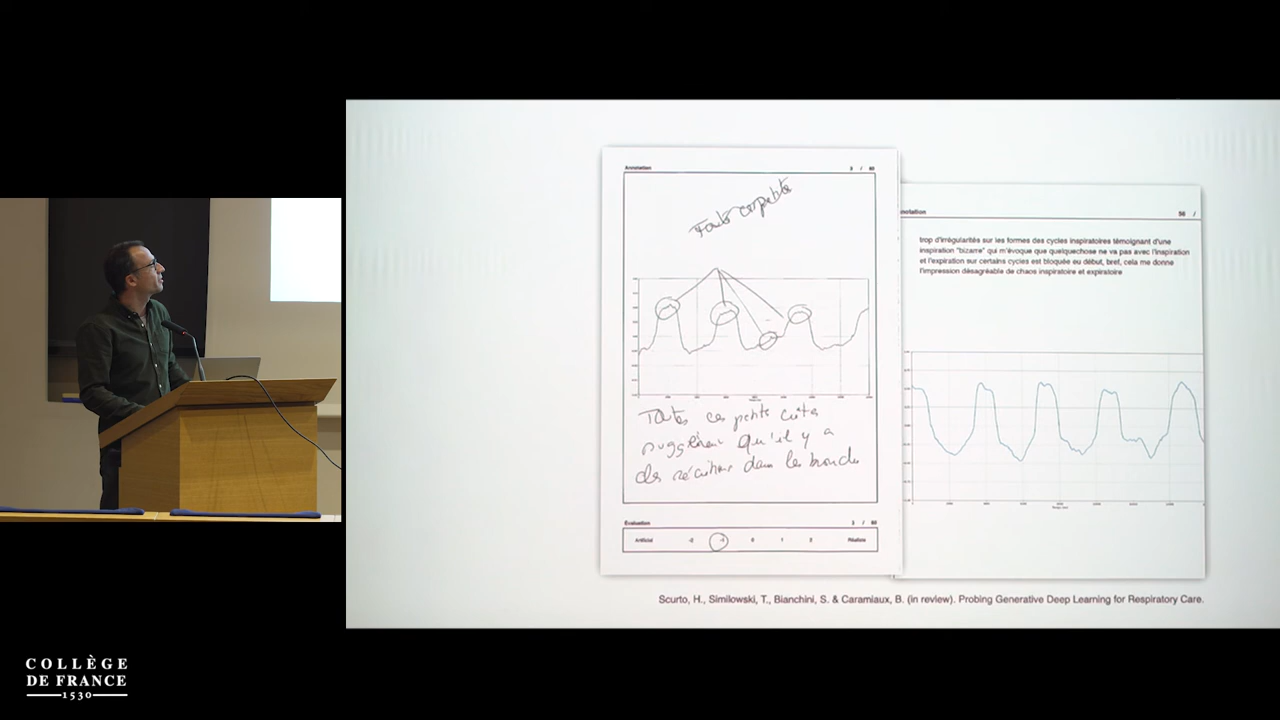 Annotation 3 / 60
Toutes ces petits crêtes
suggèrent qu'il y a
des sécrétions dans les bronches
Évaluation 3 / 60
Artificiel -2 -1 0 1 2 Réaliste
notation 56 /
trop d'irrégularités sur les formes des cycles inspiratoires témoignant d'une
inspiration "bizarre" qui m'évoque que quelquechose ne va pas avec l'inspiration
et l'expiration sur certains cycles est bloquée eu début, bref, cela me donne
l'impression désagréable de chaos inspiratoire et expiratoire
Scurto, H., Similowski, T., Bianchini, S. & Caramiaux, B. (in review). Probing Generative Deep Learning for Respiratory Care.
COLLÈGE
DE FRANCE
1530